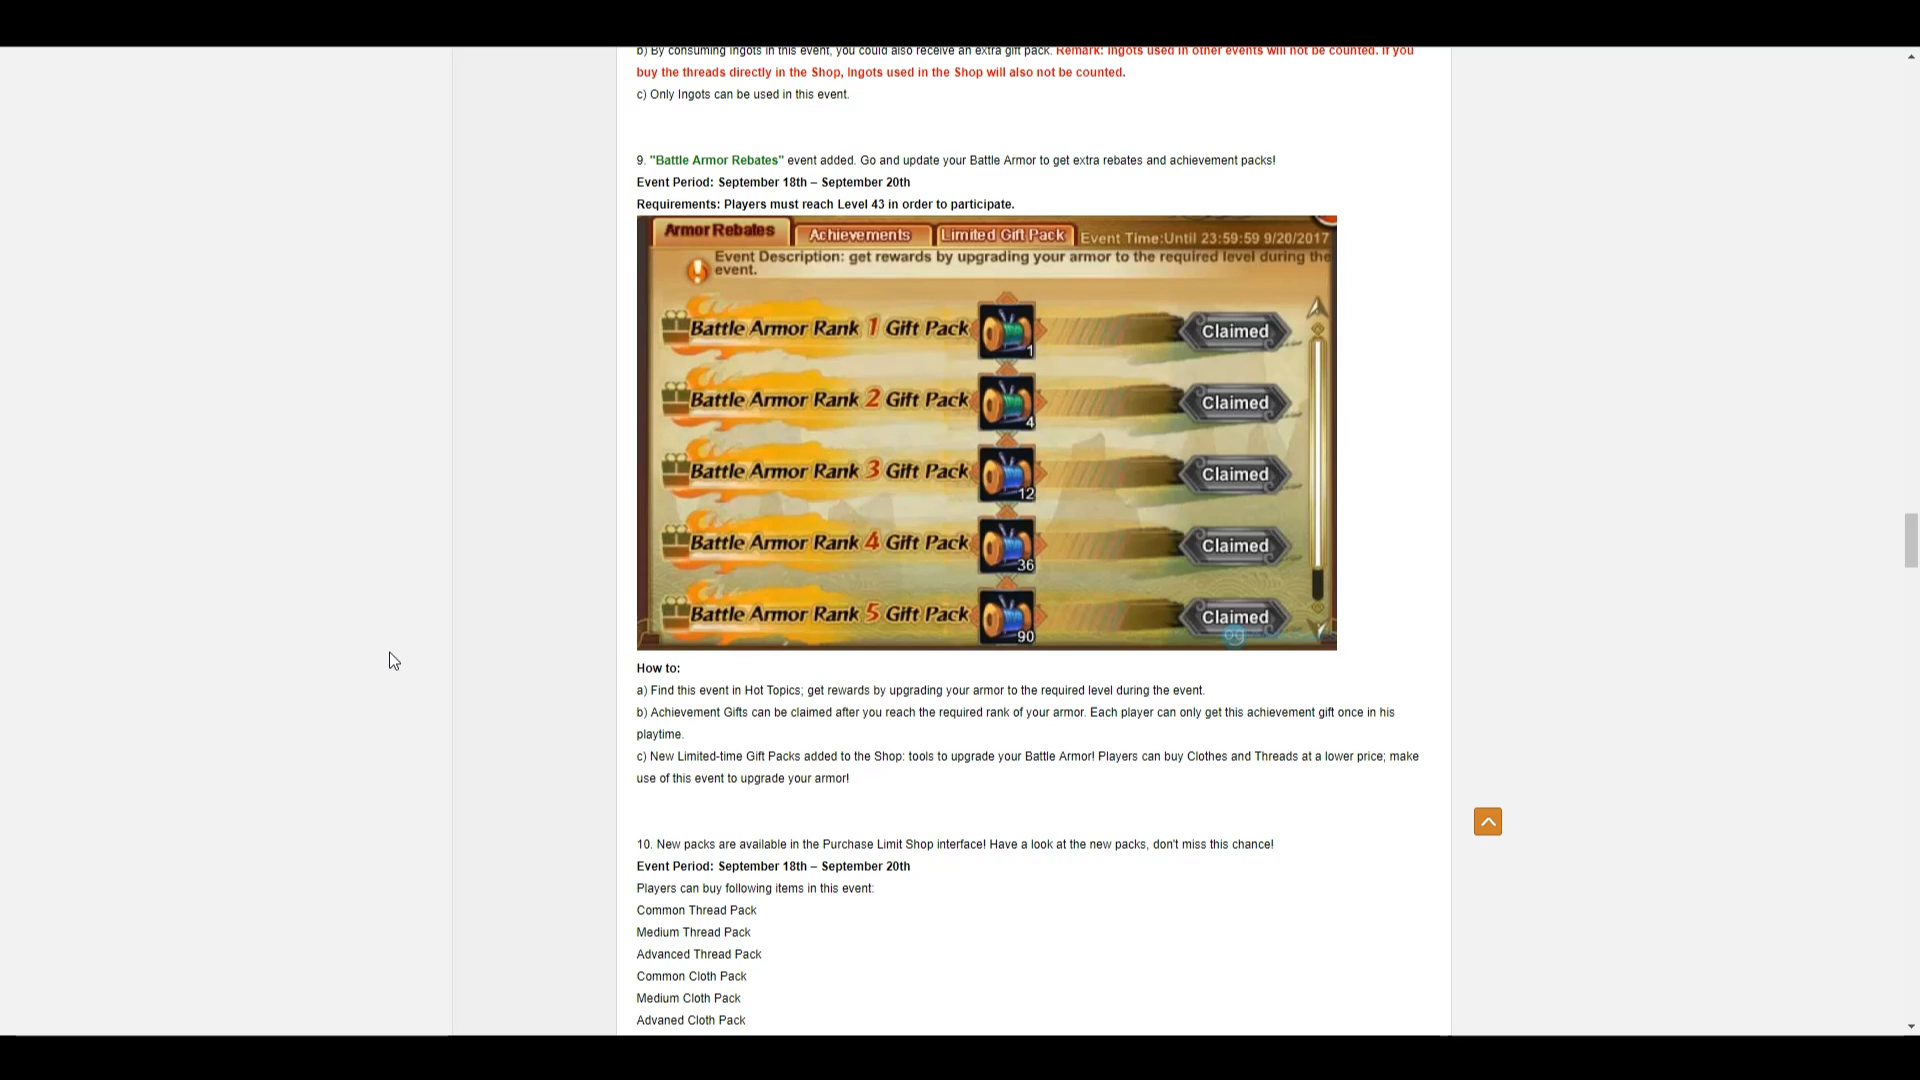 b) By consuming Ingots in this event, you could also receive an extra gift pack. Remark: Ingots used in other events will not be counted. If you
buy the threads directly in the Shop, Ingots used in the Shop will also not be counted.
c) Only Ingots can be used in this event.
9. "Battle Armor Rebates" event added. Go and update your Battle Armor to get extra rebates and achievement packs!
Event Period: September 18th – September 20th
Requirements: Players must reach Level 43 in order to participate.
Armor Rebates Achievements Limited Gift Pack Event Time:Until 23:59:59 9/20/2017
Event Description: get rewards by upgrading your armor to the required level during the
event.
Battle Armor Rank 1 Gift Pack 1 Claimed
Battle Armor Rank 2 Gift Pack 4 Claimed
Battle Armor Rank 3 Gift Pack 12 Claimed
Battle Armor Rank 4 Gift Pack 36 Claimed
Battle Armor Rank 5 Gift Pack 90 Claimed
How to:
a) Find this event in Hot Topics; get rewards by upgrading your armor to the required level during the event.
b) Achievement Gifts can be claimed after you reach the required rank of your armor. Each player can only get this achievement gift once in his
playtime.
c) New Limited-time Gift Packs added to the Shop: tools to upgrade your Battle Armor! Players can buy Clothes and Threads at a lower price; make
use of this event to upgrade your armor!
10. New packs are available in the Purchase Limit Shop interface! Have a look at the new packs, don't miss this chance!
Event Period: September 18th – September 20th
Players can buy following items in this event:
Common Thread Pack
Medium Thread Pack
Advanced Thread Pack
Common Cloth Pack
Medium Cloth Pack
Advaned Cloth Pack